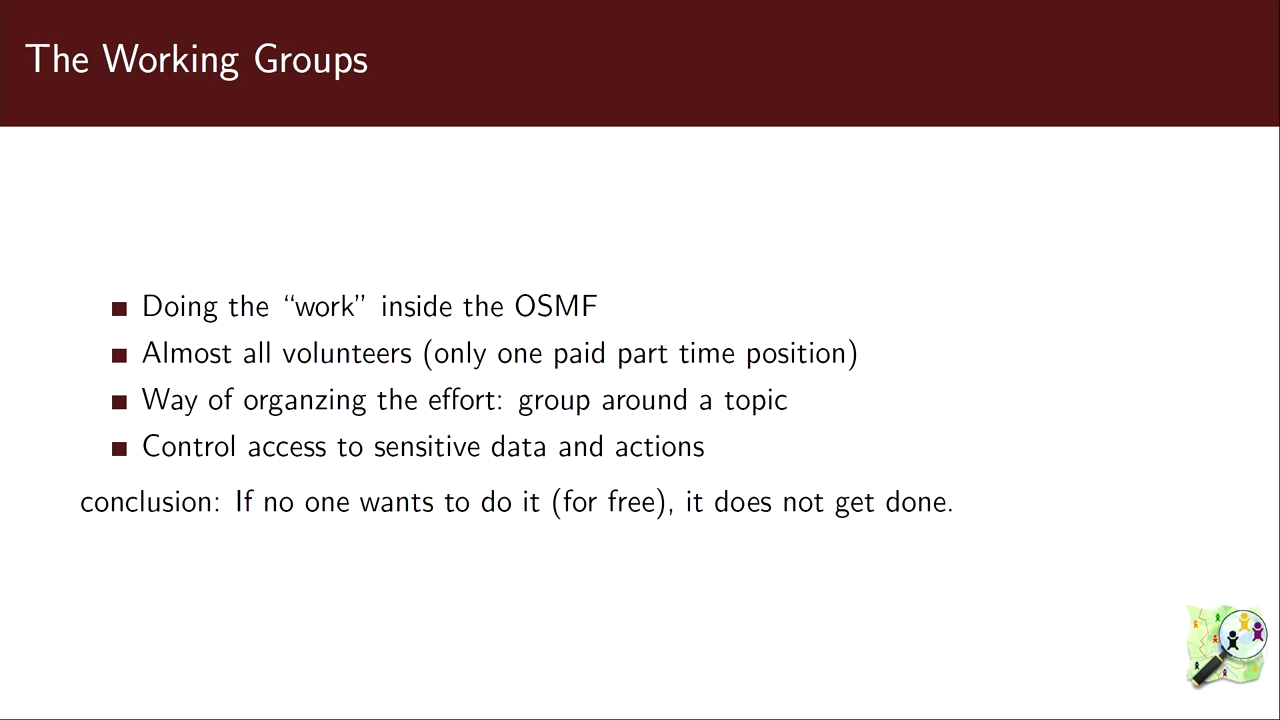 The Working Groups
Doing the “work” inside the OSMF
Almost all volunteers (only one paid part time position)
Way of organzing the effort: group around a topic
Control access to sensitive data and actions
conclusion: If no one wants to do it (for free), it does not get done.